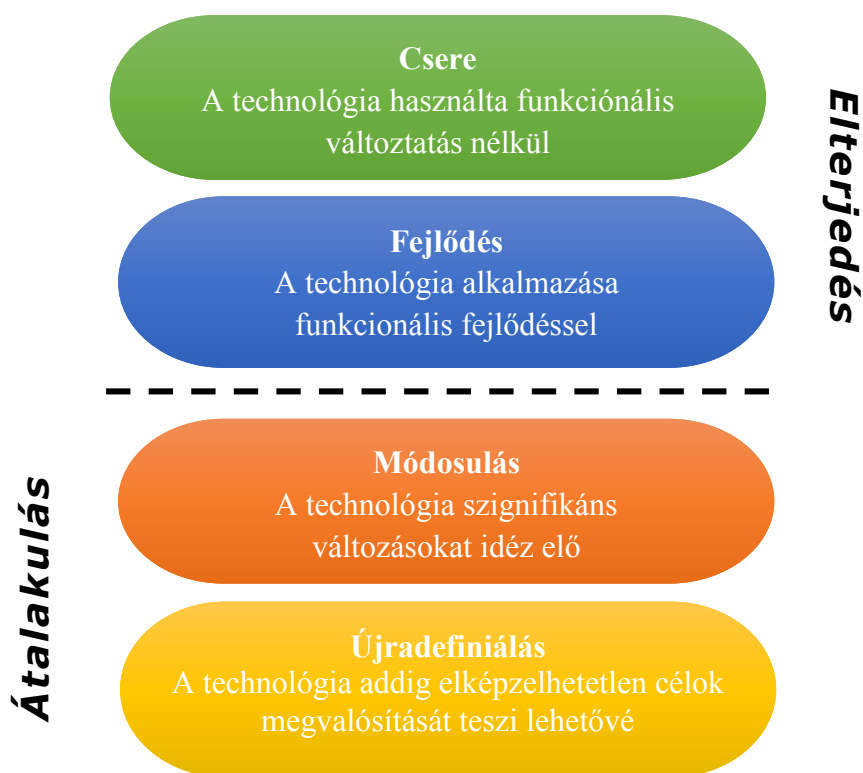 Csere
A technológia használta funkciónális
változtatás nélkül
Elterjedés
Fejlődés
A technológia alkalmazása
funkcionális fejlődéssel
Módosulás
A technológia szignifikáns
változásokat idéz elő
Átalakulás
Újradefiniálás
A technológia addig elképzelhetetlen célok
megvalósítását teszi lehetővé